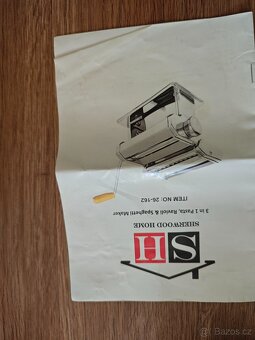 SH
SHERWOOD HOME
3 in 1 Pasta, Ravioli & Spaghetti Maker
ITEM NO: 26-162
Bazos.cz